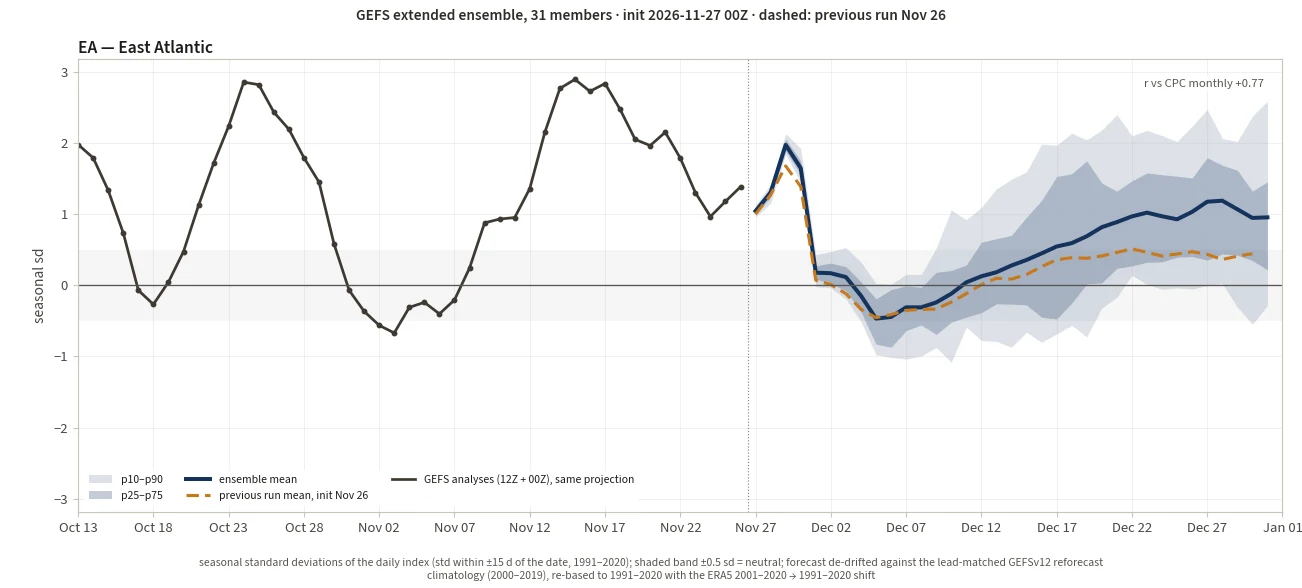 GEFS extended ensemble, 31 members · init 2026-11-27 00Z · dashed: previous run Nov 26
EA — East Atlantic
r vs CPC monthly +0.77
seasonal sd
3
2
1
0
−1
−2
−3
p10–p90
p25–p75
ensemble mean
previous run mean, init Nov 26
GEFS analyses (12Z + 00Z), same projection
Oct 13 Oct 18 Oct 23 Oct 28 Nov 02 Nov 07 Nov 12 Nov 17 Nov 22 Nov 27 Dec 02 Dec 07 Dec 12 Dec 17 Dec 22 Dec 27 Jan 01
seasonal standard deviations of the daily index (std within ±15 d of the date, 1991–2020); shaded band ±0.5 sd = neutral; forecast de-drifted against the lead-matched GEFSv12 reforecast
climatology (2000–2019), re-based to 1991–2020 with the ERA5 2001–2020 → 1991–2020 shift